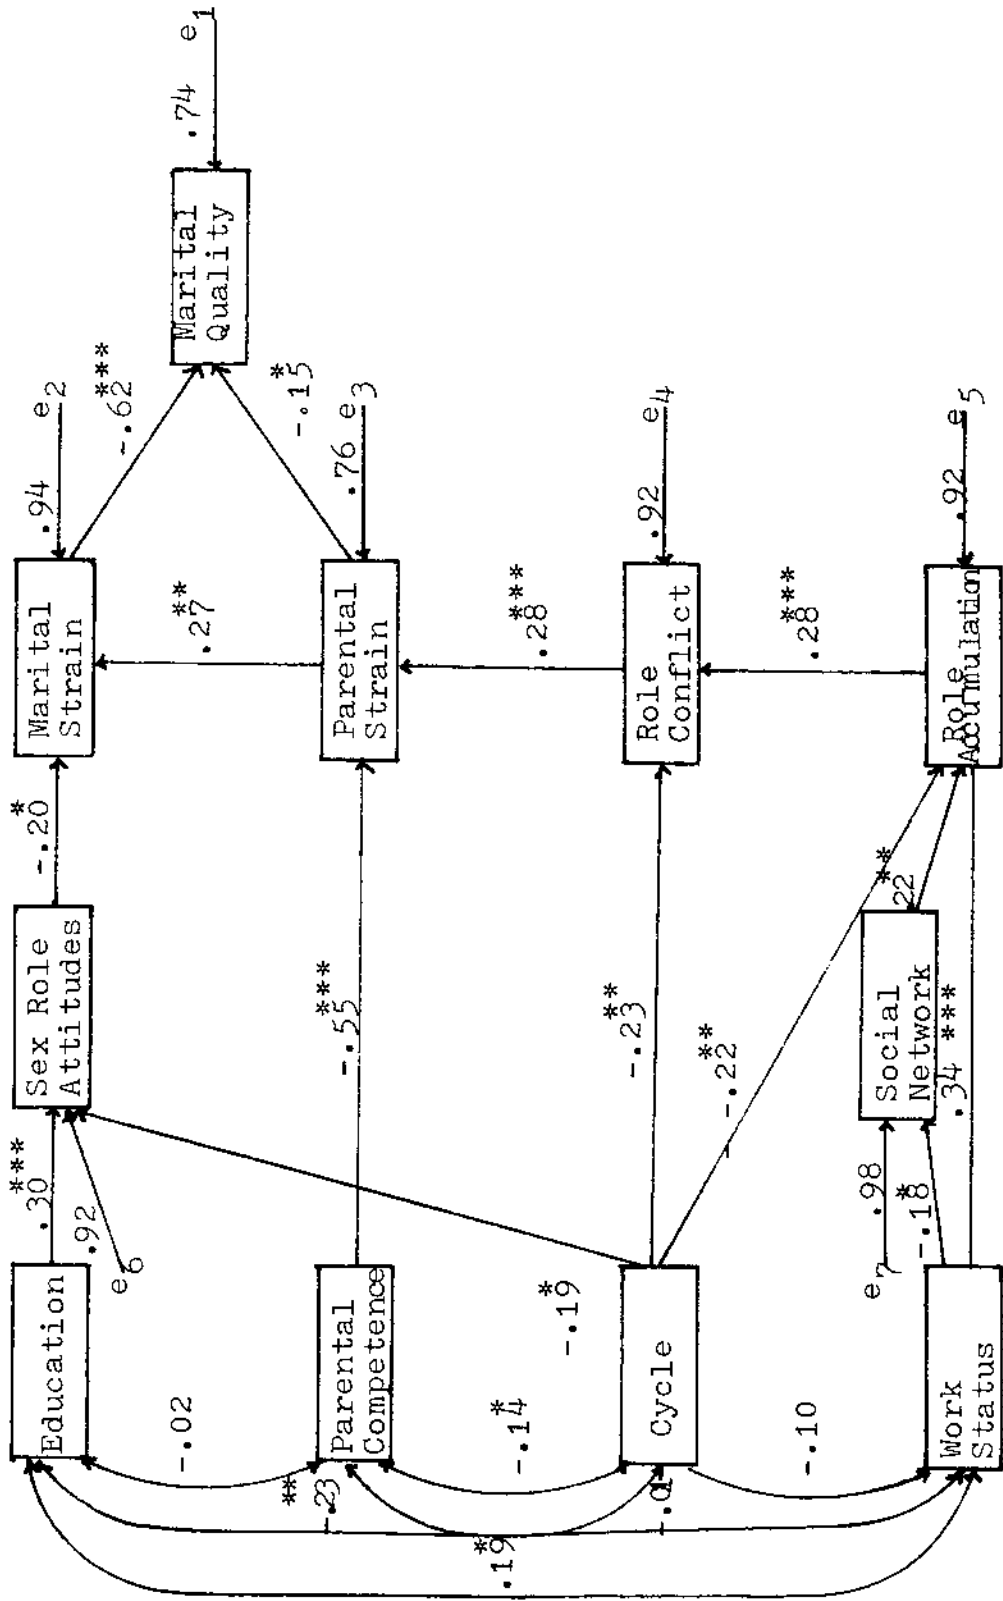 Education
.30***
.92
e6
Sex Role
Attitudes
-.20*
Marital
Strain
.94
e2
-.02
.27**
-.62***
Marital
Quality
.74
e1
-.23**
Parental
Competence
-.55***
Parental
Strain
.76
e3
-.15*
.19*
-.14*
-.19*
.28***
Cycle
-.23**
Role
Conflict
.92
e4
-.10
-.22**
.28***
e7
.98
-.18*
Social
Network
.22**
Work
Status
.34***
Role
Accumulation
.92
e5